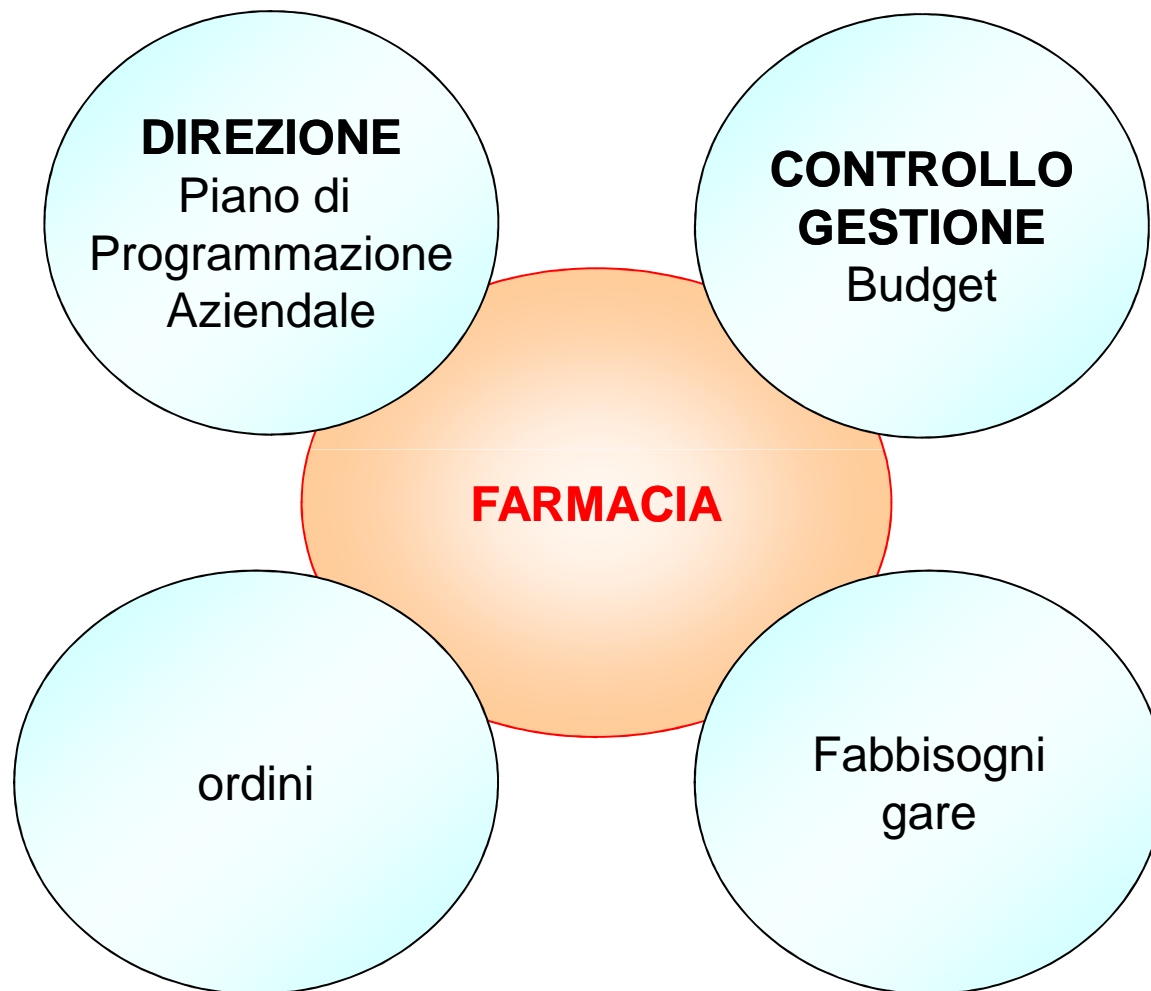 DIREZIONE
Piano di
Programmazione
Aziendale
CONTROLLO
GESTIONE
Budget
FARMACIA
ordini
Fabbisogni
gare